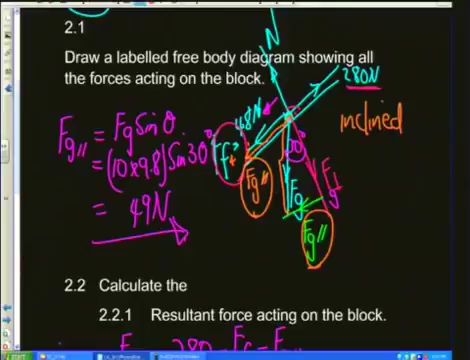 2.1
Draw a labelled free body diagram showing all
the forces acting on the block.
N
280N
168N
inclined
Fg// = Fg Sin θ
= (10×9.8) Sin 30°
= 49N
Ff
Fg//
30°
Fg
Fg⊥
Fg//
2.2 Calculate the
2.2.1 Resultant force acting on the block.